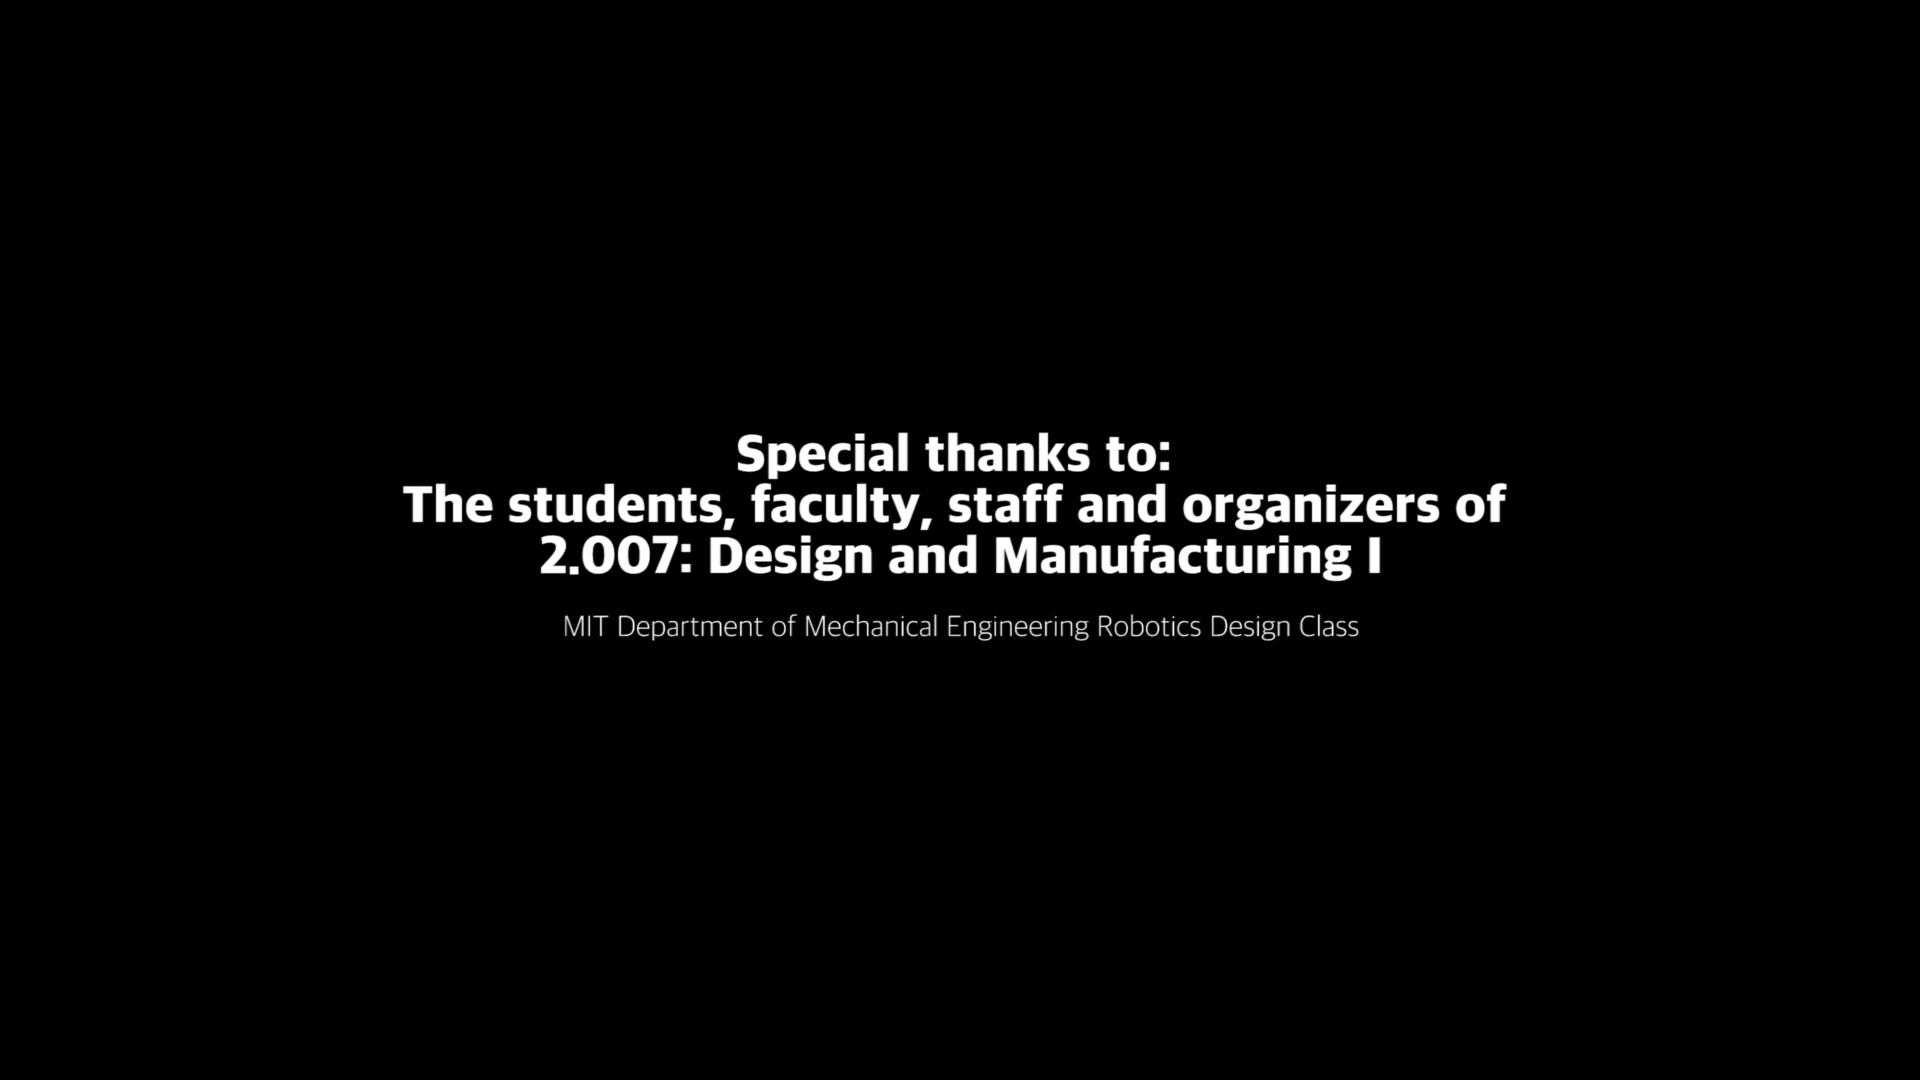 Special thanks to:
The students, faculty, staff and organizers of
2.007: Design and Manufacturing I
MIT Department of Mechanical Engineering Robotics Design Class